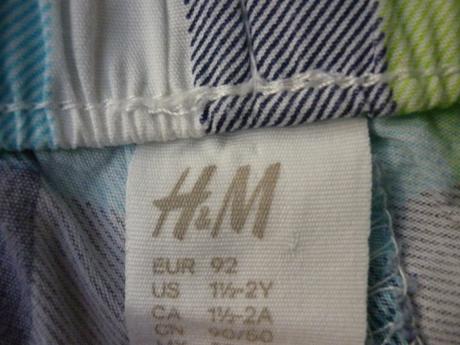 H&M
EUR 92
US 1½-2Y
CA 1½-2A
CN 90/50